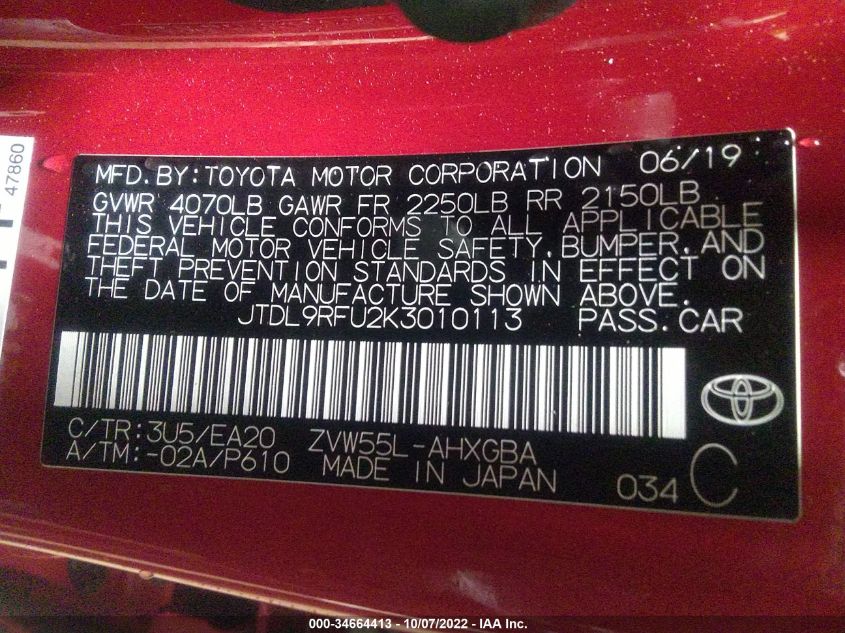 47860
MFD.BY:TOYOTA MOTOR CORPORATION 06/19
GVWR 4070LB GAWR FR 2250LB RR 2150LB
THIS VEHICLE CONFORMS TO ALL APPLICABLE
FEDERAL MOTOR VEHICLE SAFETY,BUMPER,AND
THEFT PREVENTION STANDARDS IN EFFECT ON
THE DATE OF MANUFACTURE SHOWN ABOVE.
JTDL9RFU2K3010113 PASS.CAR
C/TR:3U5/EA20 ZVW55L-AHXGBA
A/TM:-02A/P610 MADE IN JAPAN 034 C
000-34664413 - 10/07/2022 - IAA Inc.